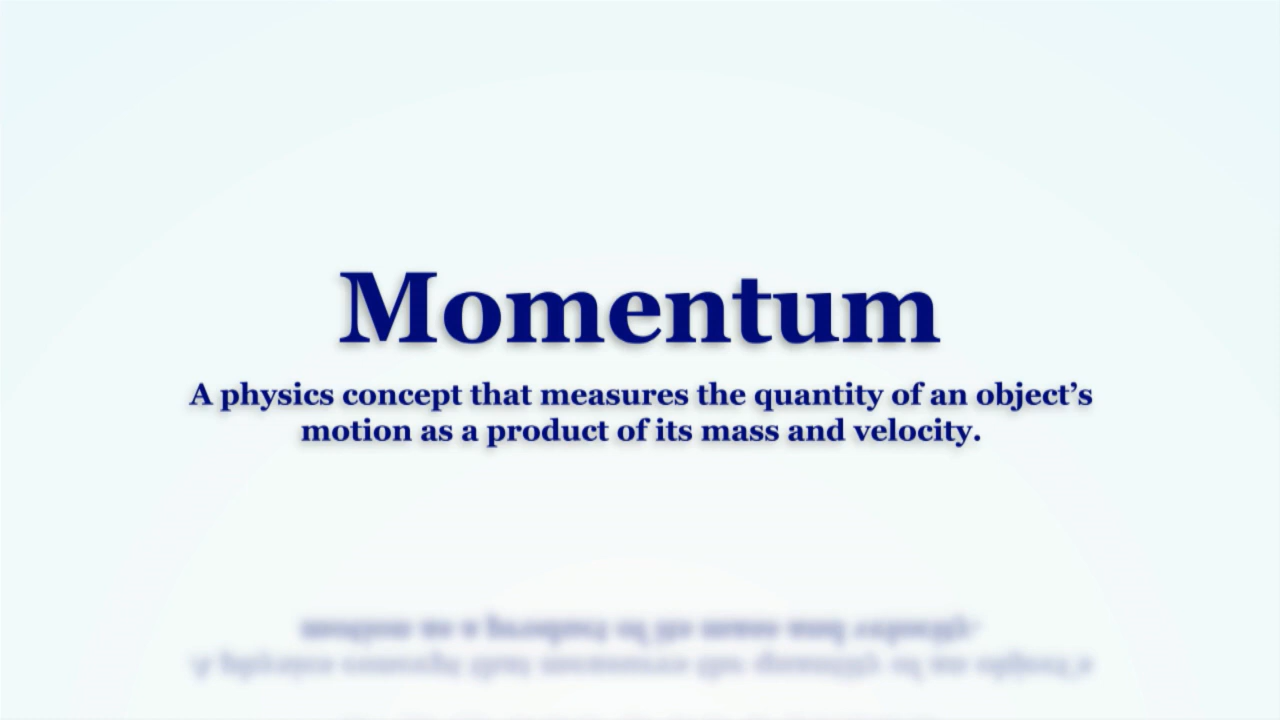 Momentum
A physics concept that measures the quantity of an object’s
motion as a product of its mass and velocity.